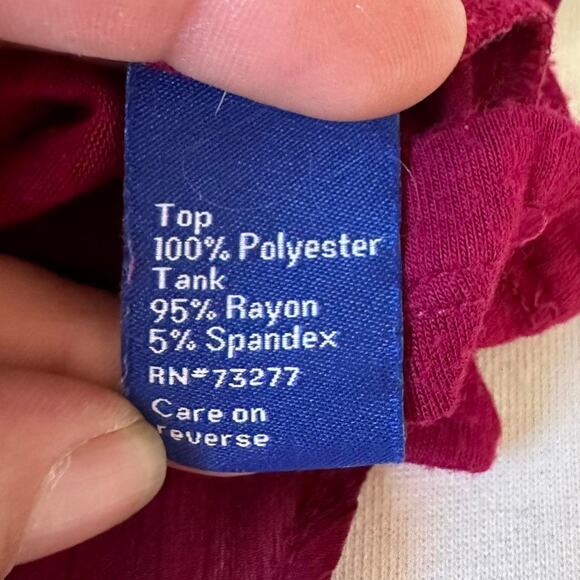 Top
100% Polyester
Tank
95% Rayon
5% Spandex
RN#73277
Care on
reverse